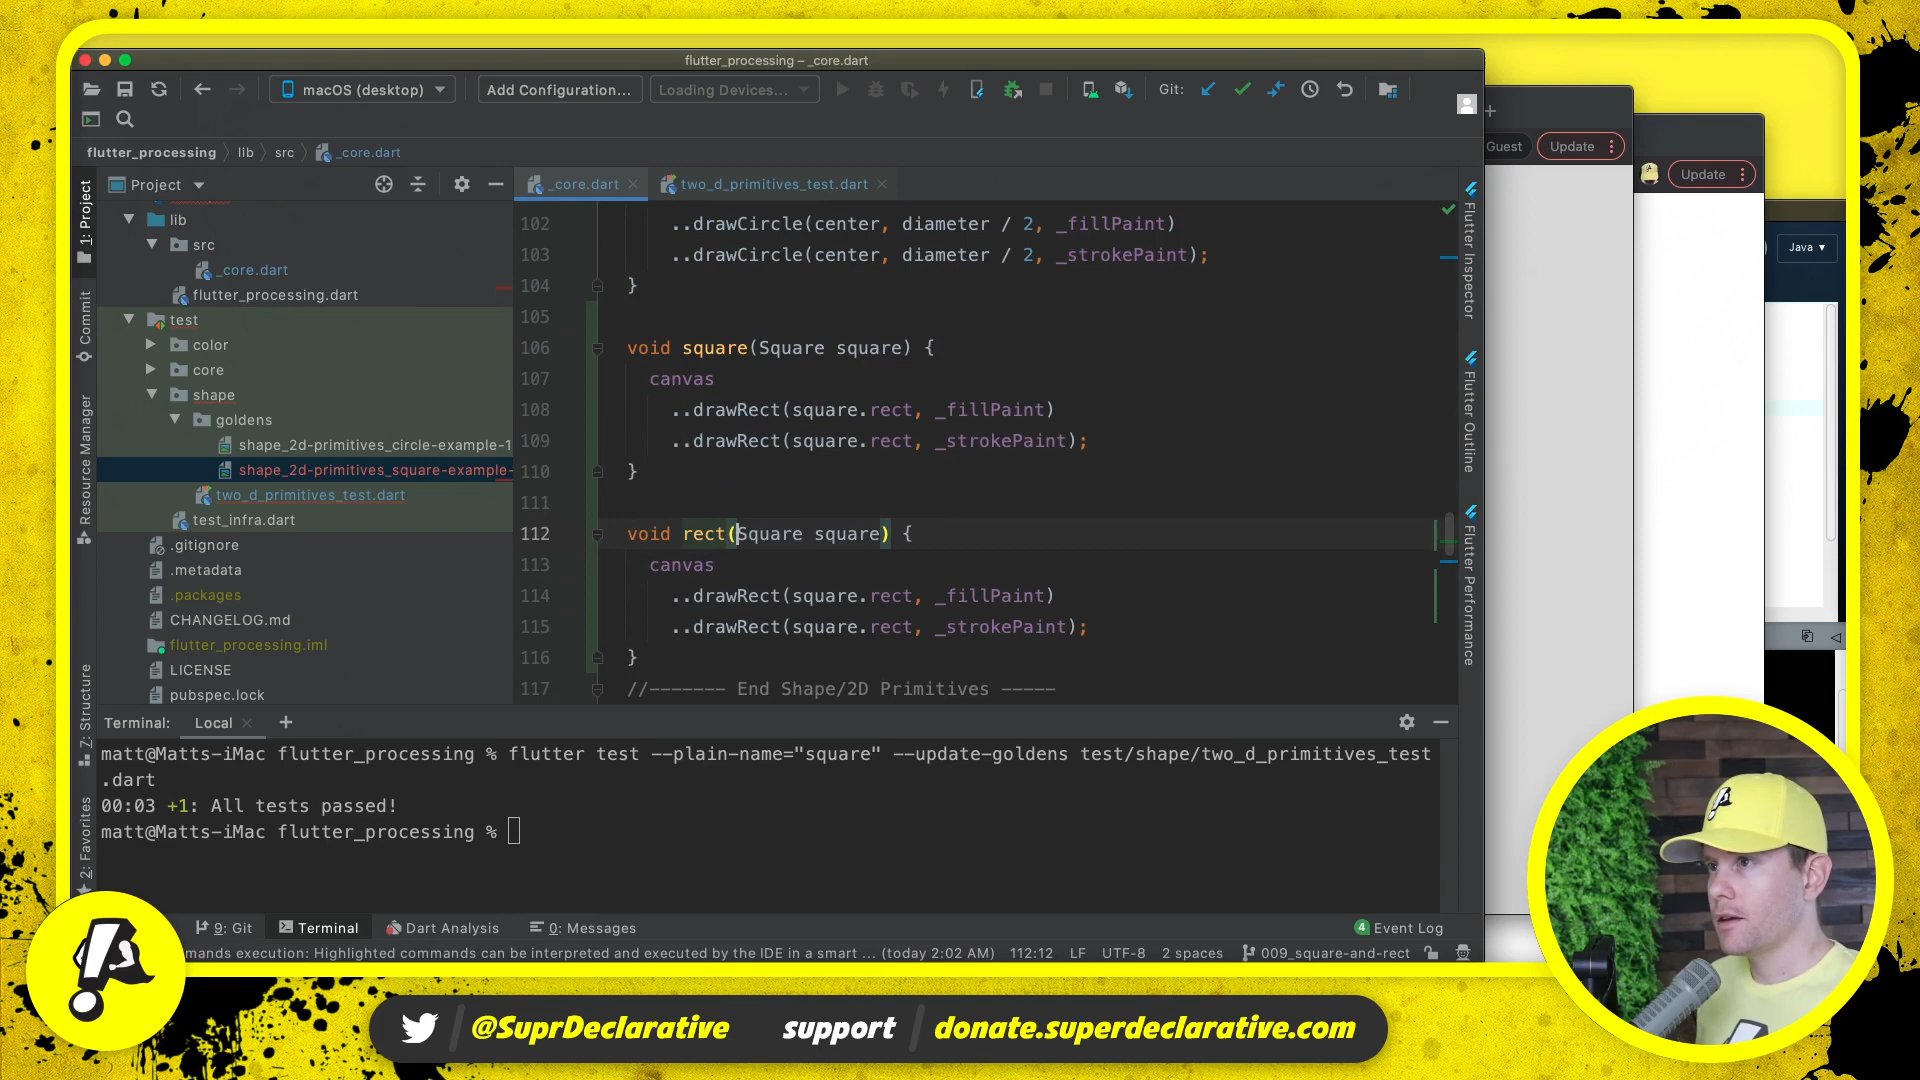 flutter_processing – _core.dart
macOS (desktop)
Add Configuration...
Loading Devices...
Git:
flutter_processing
lib
src
_core.dart
Guest
Update
Update
Java ▾
Project
_core.dart
two_d_primitives_test.dart
1: Project
Commit
Resource Manager
7: Structure
2: Favorites
lib
src
_core.dart
flutter_processing.dart
test
color
core
shape
goldens
shape_2d-primitives_circle-example-1
shape_2d-primitives_square-example-
two_d_primitives_test.dart
test_infra.dart
.gitignore
.metadata
.packages
CHANGELOG.md
flutter_processing.iml
LICENSE
pubspec.lock
102 ..drawCircle(center, diameter / 2, _fillPaint)
103 ..drawCircle(center, diameter / 2, _strokePaint);
104 }
105
106 void square(Square square) {
107 canvas
108 ..drawRect(square.rect, _fillPaint)
109 ..drawRect(square.rect, _strokePaint);
110 }
111
112 void rect(Square square) {
113 canvas
114 ..drawRect(square.rect, _fillPaint)
115 ..drawRect(square.rect, _strokePaint);
116 }
117 //------- End Shape/2D Primitives -----
Flutter Inspector
Flutter Outline
Flutter Performance
Terminal:
Local
matt@Matts-iMac flutter_processing % flutter test --plain-name="square" --update-goldens test/shape/two_d_primitives_test
.dart
00:03 +1: All tests passed!
matt@Matts-iMac flutter_processing %
9: Git
Terminal
Dart Analysis
0: Messages
4 Event Log
mands execution: Highlighted commands can be interpreted and executed by the IDE in a smart ... (today 2:02 AM)
112:12
LF
UTF-8
2 spaces
009_square-and-rect
@SuprDeclarative
support
donate.superdeclarative.com